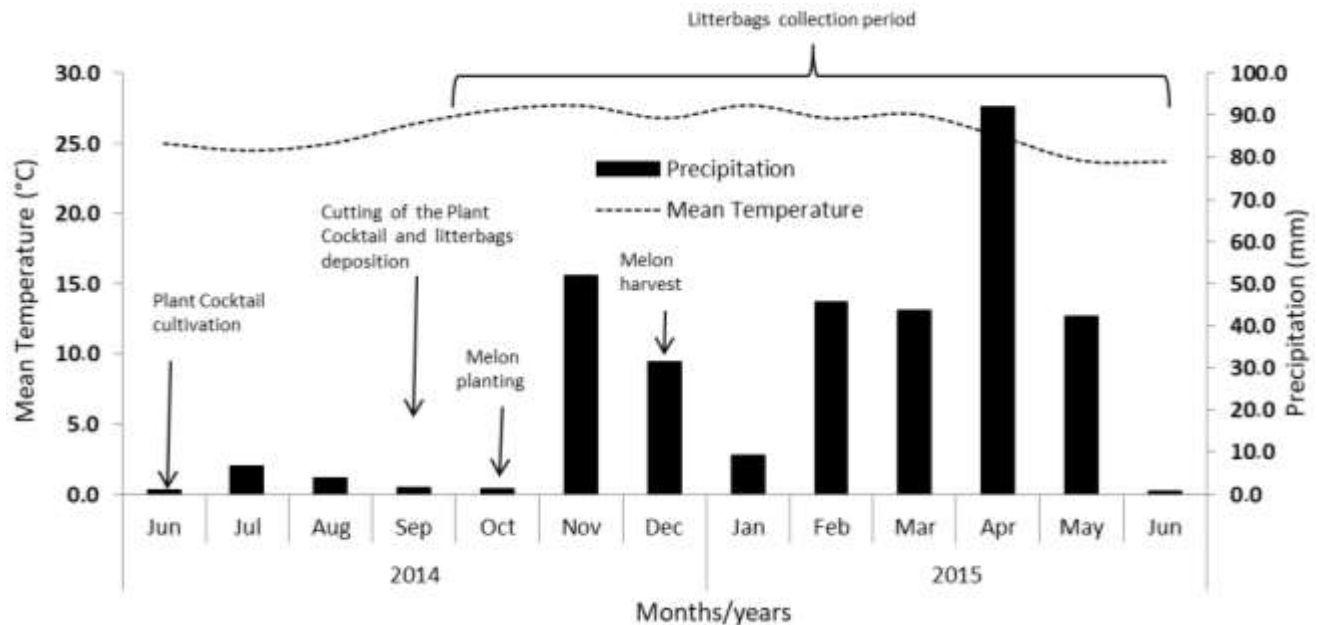 Litterbags collection period
30.0
25.0
20.0
15.0
10.0
5.0
0.0
Mean Temperature (°C)
100.0
90.0
80.0
70.0
60.0
50.0
40.0
30.0
20.0
10.0
0.0
Precipitation (mm)
Precipitation
Mean Temperature
Plant Cocktail
cultivation
Cutting of the Plant
Cocktail and litterbags
deposition
Melon
planting
Melon
harvest
Jun Jul Aug Sep Oct Nov Dec Jan Feb Mar Apr May Jun
2014 2015
Months/years